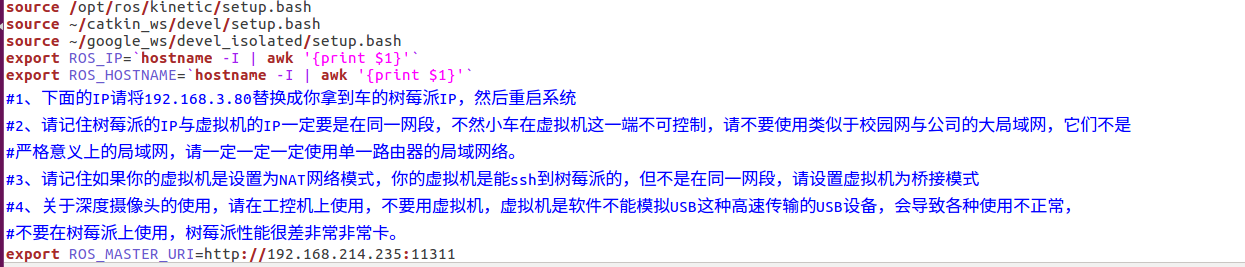 source /opt/ros/kinetic/setup.bash
source ~/catkin_ws/devel/setup.bash
source ~/google_ws/devel_isolated/setup.bash
export ROS_IP=`hostname -I | awk '{print $1}'`
export ROS_HOSTNAME=`hostname -I | awk '{print $1}'`
#1、下面的IP请将192.168.3.80替换成你拿到车的树莓派IP，然后重启系统
#2、请记住树莓派的IP与虚拟机的IP一定要是在同一网段，不然小车在虚拟机这一端不可控制，请不要使用类似于校园网与公司的大局域网，它们不是
#严格意义上的局域网，请一定一定一定使用单一路由器的局域网络。
#3、请记住如果你的虚拟机是设置为NAT网络模式，你的虚拟机是能ssh到树莓派的，但不是在同一网段，请设置虚拟机为桥接模式
#4、关于深度摄像头的使用，请在工控机上使用，不要用虚拟机，虚拟机是软件不能模拟USB这种高速传输的USB设备，会导致各种使用不正常，
#不要在树莓派上使用，树莓派性能很差非常非常卡。
export ROS_MASTER_URI=http://192.168.214.235:11311